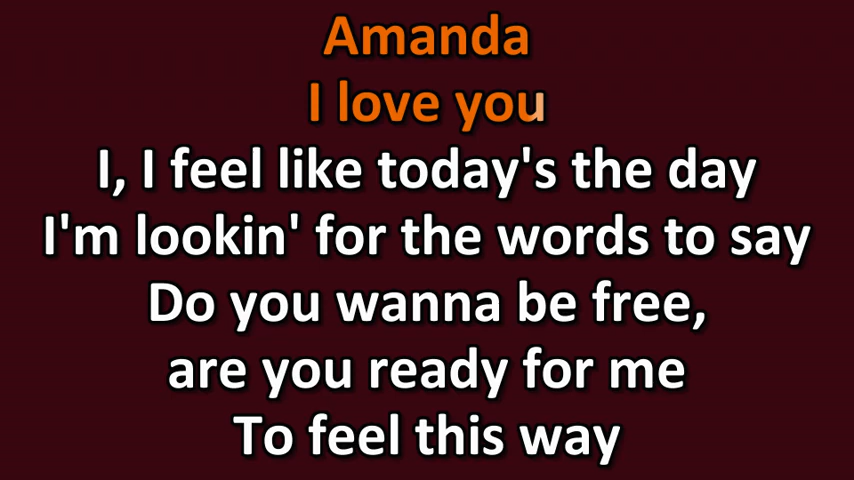 Amanda
I love you
I, I feel like today's the day
I'm lookin' for the words to say
Do you wanna be free,
are you ready for me
To feel this way